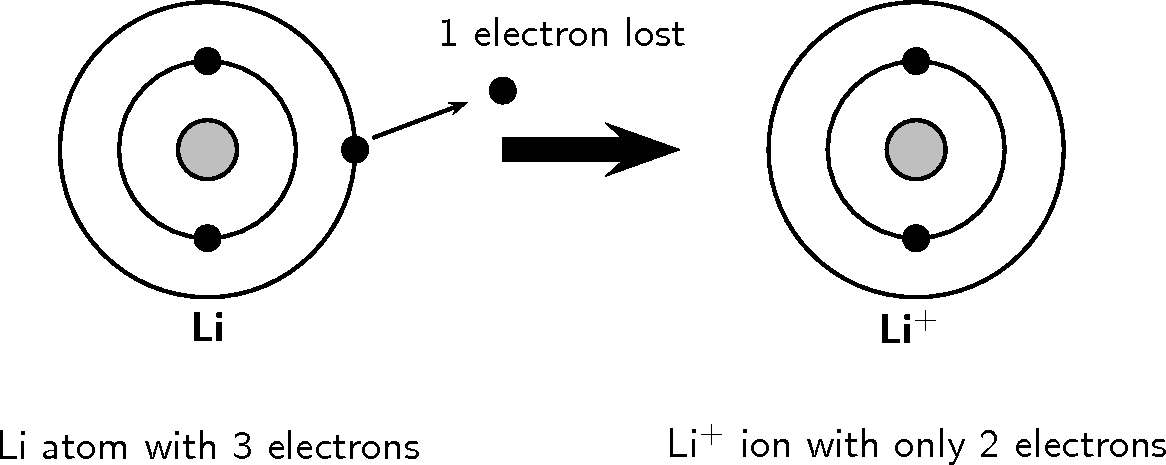 1 electron lost
Li
Li⁺
Li atom with 3 electrons
Li⁺ ion with only 2 electrons